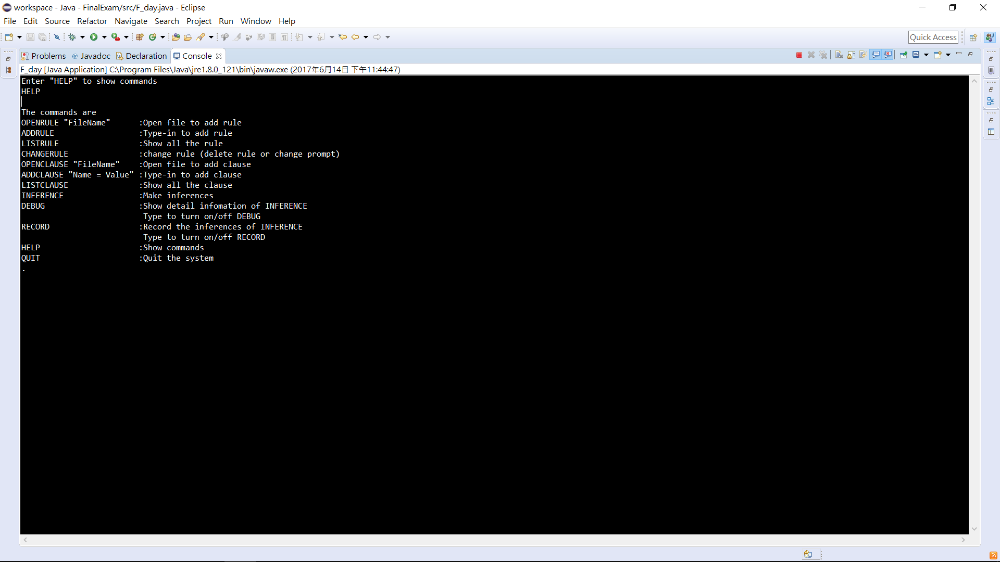 workspace - Java - FinalExam/src/F_day.java - Eclipse
File Edit Source Refactor Navigate Search Project Run Window Help
Quick Access
Problems @ Javadoc Declaration Console
F_day [Java Application] C:\Program Files\Java\jre1.8.0_121\bin\javaw.exe (2017年6月14日 下午11:44:47)
Enter "HELP" to show commands
HELP
The commands are
OPENRULE "FileName"      :Open file to add rule
ADDRULE                  :Type-in to add rule
LISTRULE                 :Show all the rule
CHANGERULE               :change rule (delete rule or change prompt)
OPENCLAUSE "FileName"    :Open file to add clause
ADDCLAUSE "Name = Value" :Type-in to add clause
LISTCLAUSE               :Show all the clause
INFERENCE                :Make inferences
DEBUG                    :Show detail infomation of INFERENCE
                          Type to turn on/off DEBUG
RECORD                   :Record the inferences of INFERENCE
                          Type to turn on/off RECORD
HELP                     :Show commands
QUIT                     :Quit the system
.